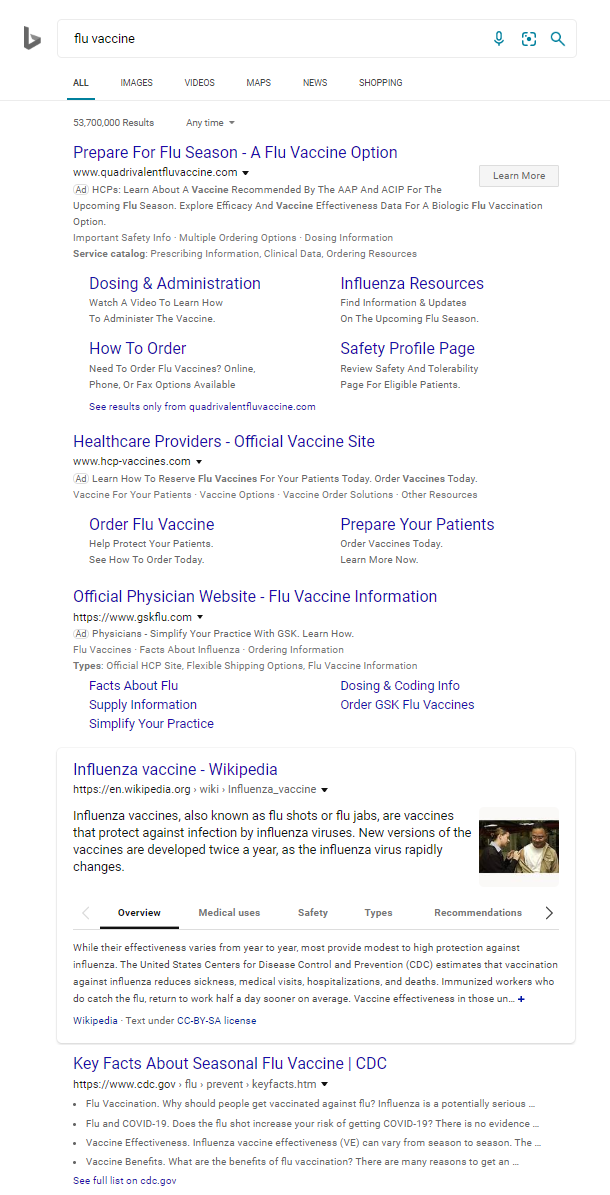 flu vaccine
ALL IMAGES VIDEOS MAPS NEWS SHOPPING
53,700,000 Results Any time
Prepare For Flu Season - A Flu Vaccine Option
www.quadrivalentfluvaccine.com
Learn More
Ad HCPs: Learn About A Vaccine Recommended By The AAP And ACIP For The
Upcoming Flu Season. Explore Efficacy And Vaccine Effectiveness Data For A Biologic Flu Vaccination
Option.
Important Safety Info · Multiple Ordering Options · Dosing Information
Service catalog: Prescribing Information, Clinical Data, Ordering Resources
Dosing & Administration
Watch A Video To Learn How
To Administer The Vaccine.
Influenza Resources
Find Information & Updates
On The Upcoming Flu Season.
How To Order
Need To Order Flu Vaccines? Online,
Phone, Or Fax Options Available
Safety Profile Page
Review Safety And Tolerability
Page For Eligible Patients.
See results only from quadrivalentfluvaccine.com
Healthcare Providers - Official Vaccine Site
www.hcp-vaccines.com
Ad Learn How To Reserve Flu Vaccines For Your Patients Today. Order Vaccines Today.
Vaccine For Your Patients · Vaccine Options · Vaccine Order Solutions · Other Resources
Order Flu Vaccine
Help Protect Your Patients.
See How To Order Today.
Prepare Your Patients
Order Vaccines Today.
Learn More Now.
Official Physician Website - Flu Vaccine Information
https://www.gskflu.com
Ad Physicians - Simplify Your Practice With GSK. Learn How.
Flu Vaccines · Facts About Influenza · Ordering Information
Types: Official HCP Site, Flexible Shipping Options, Flu Vaccine Information
Facts About Flu
Supply Information
Simplify Your Practice
Dosing & Coding Info
Order GSK Flu Vaccines
Influenza vaccine - Wikipedia
https://en.wikipedia.org › wiki › Influenza_vaccine
Influenza vaccines, also known as flu shots or flu jabs, are vaccines
that protect against infection by influenza viruses. New versions of the
vaccines are developed twice a year, as the influenza virus rapidly
changes.
Overview Medical uses Safety Types Recommendations
While their effectiveness varies from year to year, most provide modest to high protection against
influenza. The United States Centers for Disease Control and Prevention (CDC) estimates that vaccination
against influenza reduces sickness, medical visits, hospitalizations, and deaths. Immunized workers who
do catch the flu, return to work half a day sooner on average. Vaccine effectiveness in those un... +
Wikipedia · Text under CC-BY-SA license
Key Facts About Seasonal Flu Vaccine | CDC
https://www.cdc.gov › flu › prevent › keyfacts.htm
• Flu Vaccination. Why should people get vaccinated against flu? Influenza is a potentially serious ...
• Flu and COVID-19. Does the flu shot increase your risk of getting COVID-19? There is no evidence ...
• Vaccine Effectiveness. Influenza vaccine effectiveness (VE) can vary from season to season. The ...
• Vaccine Benefits. What are the benefits of flu vaccination? There are many reasons to get an ...
See full list on cdc.gov